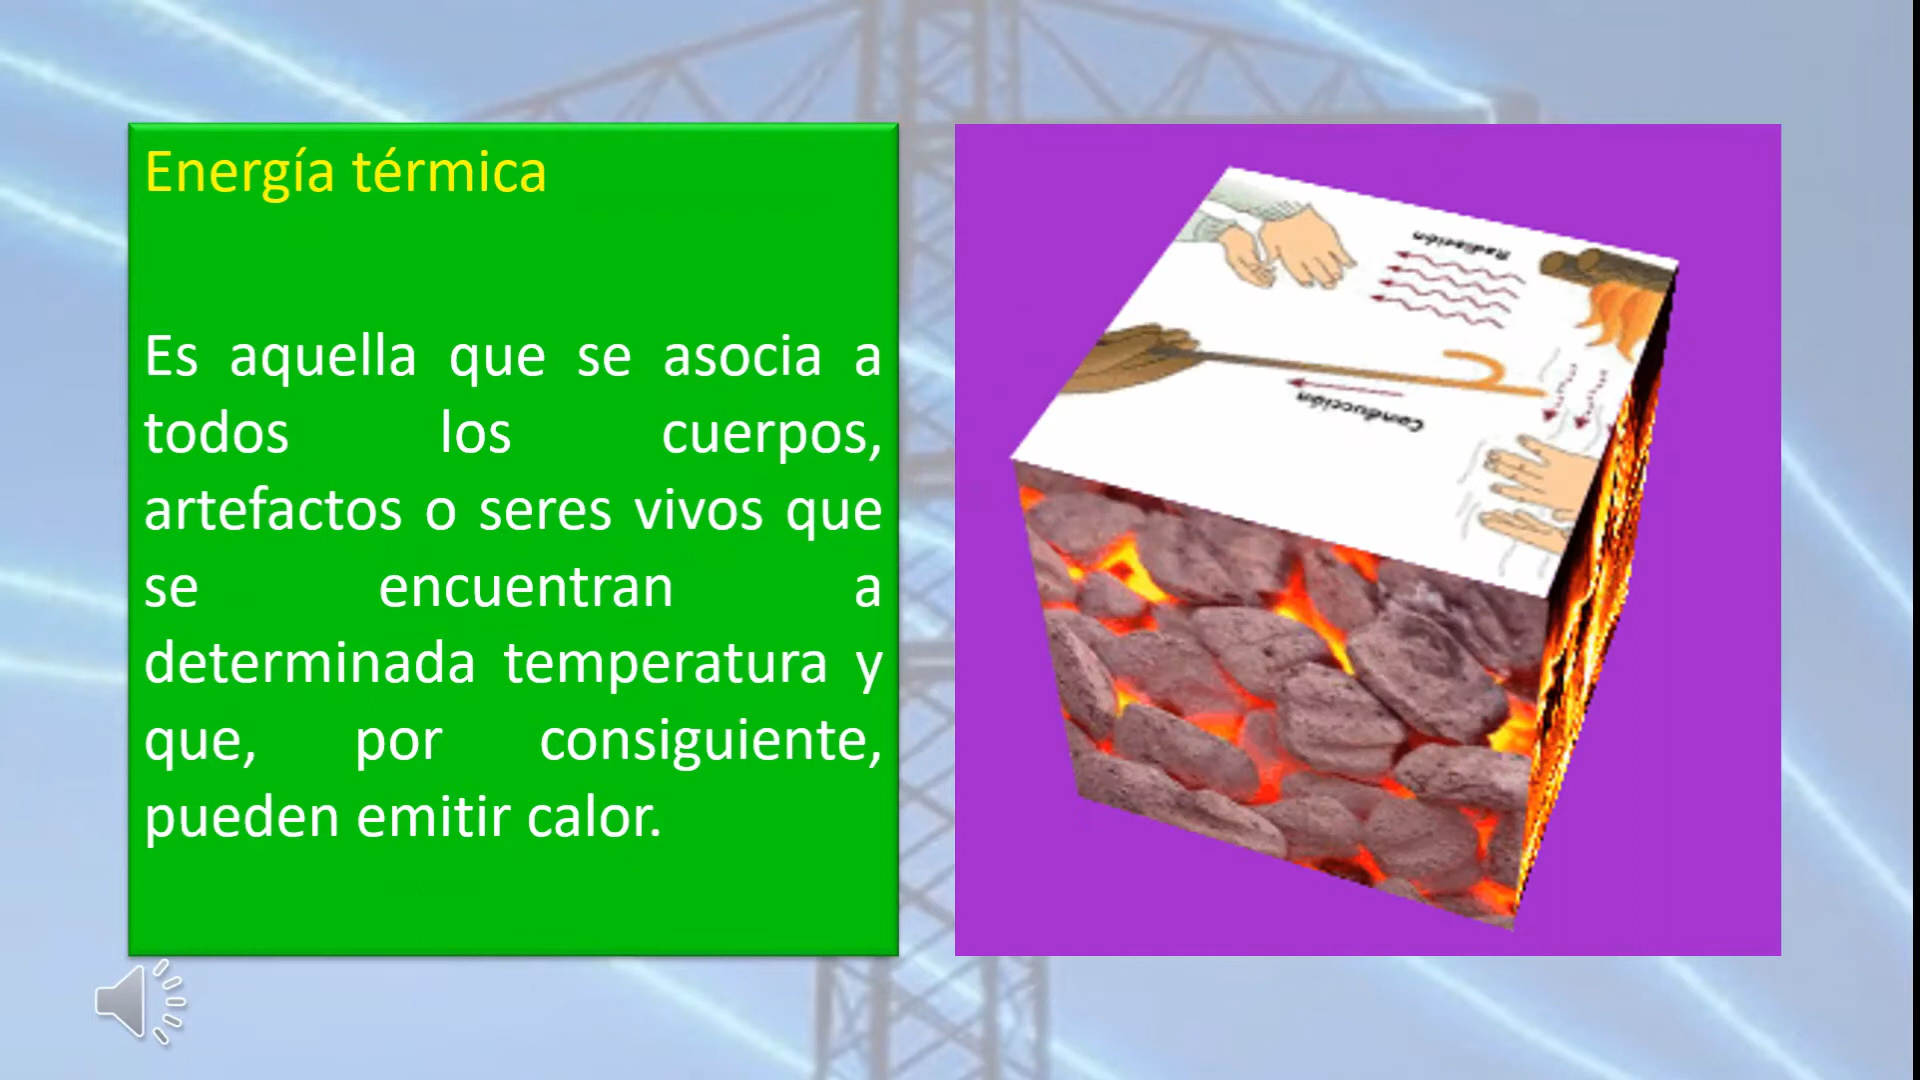 Energía térmica
Es aquella que se asocia a
todos los cuerpos,
artefactos o seres vivos que
se encuentran a
determinada temperatura y
que, por consiguiente,
pueden emitir calor.
Radiación
Conducción